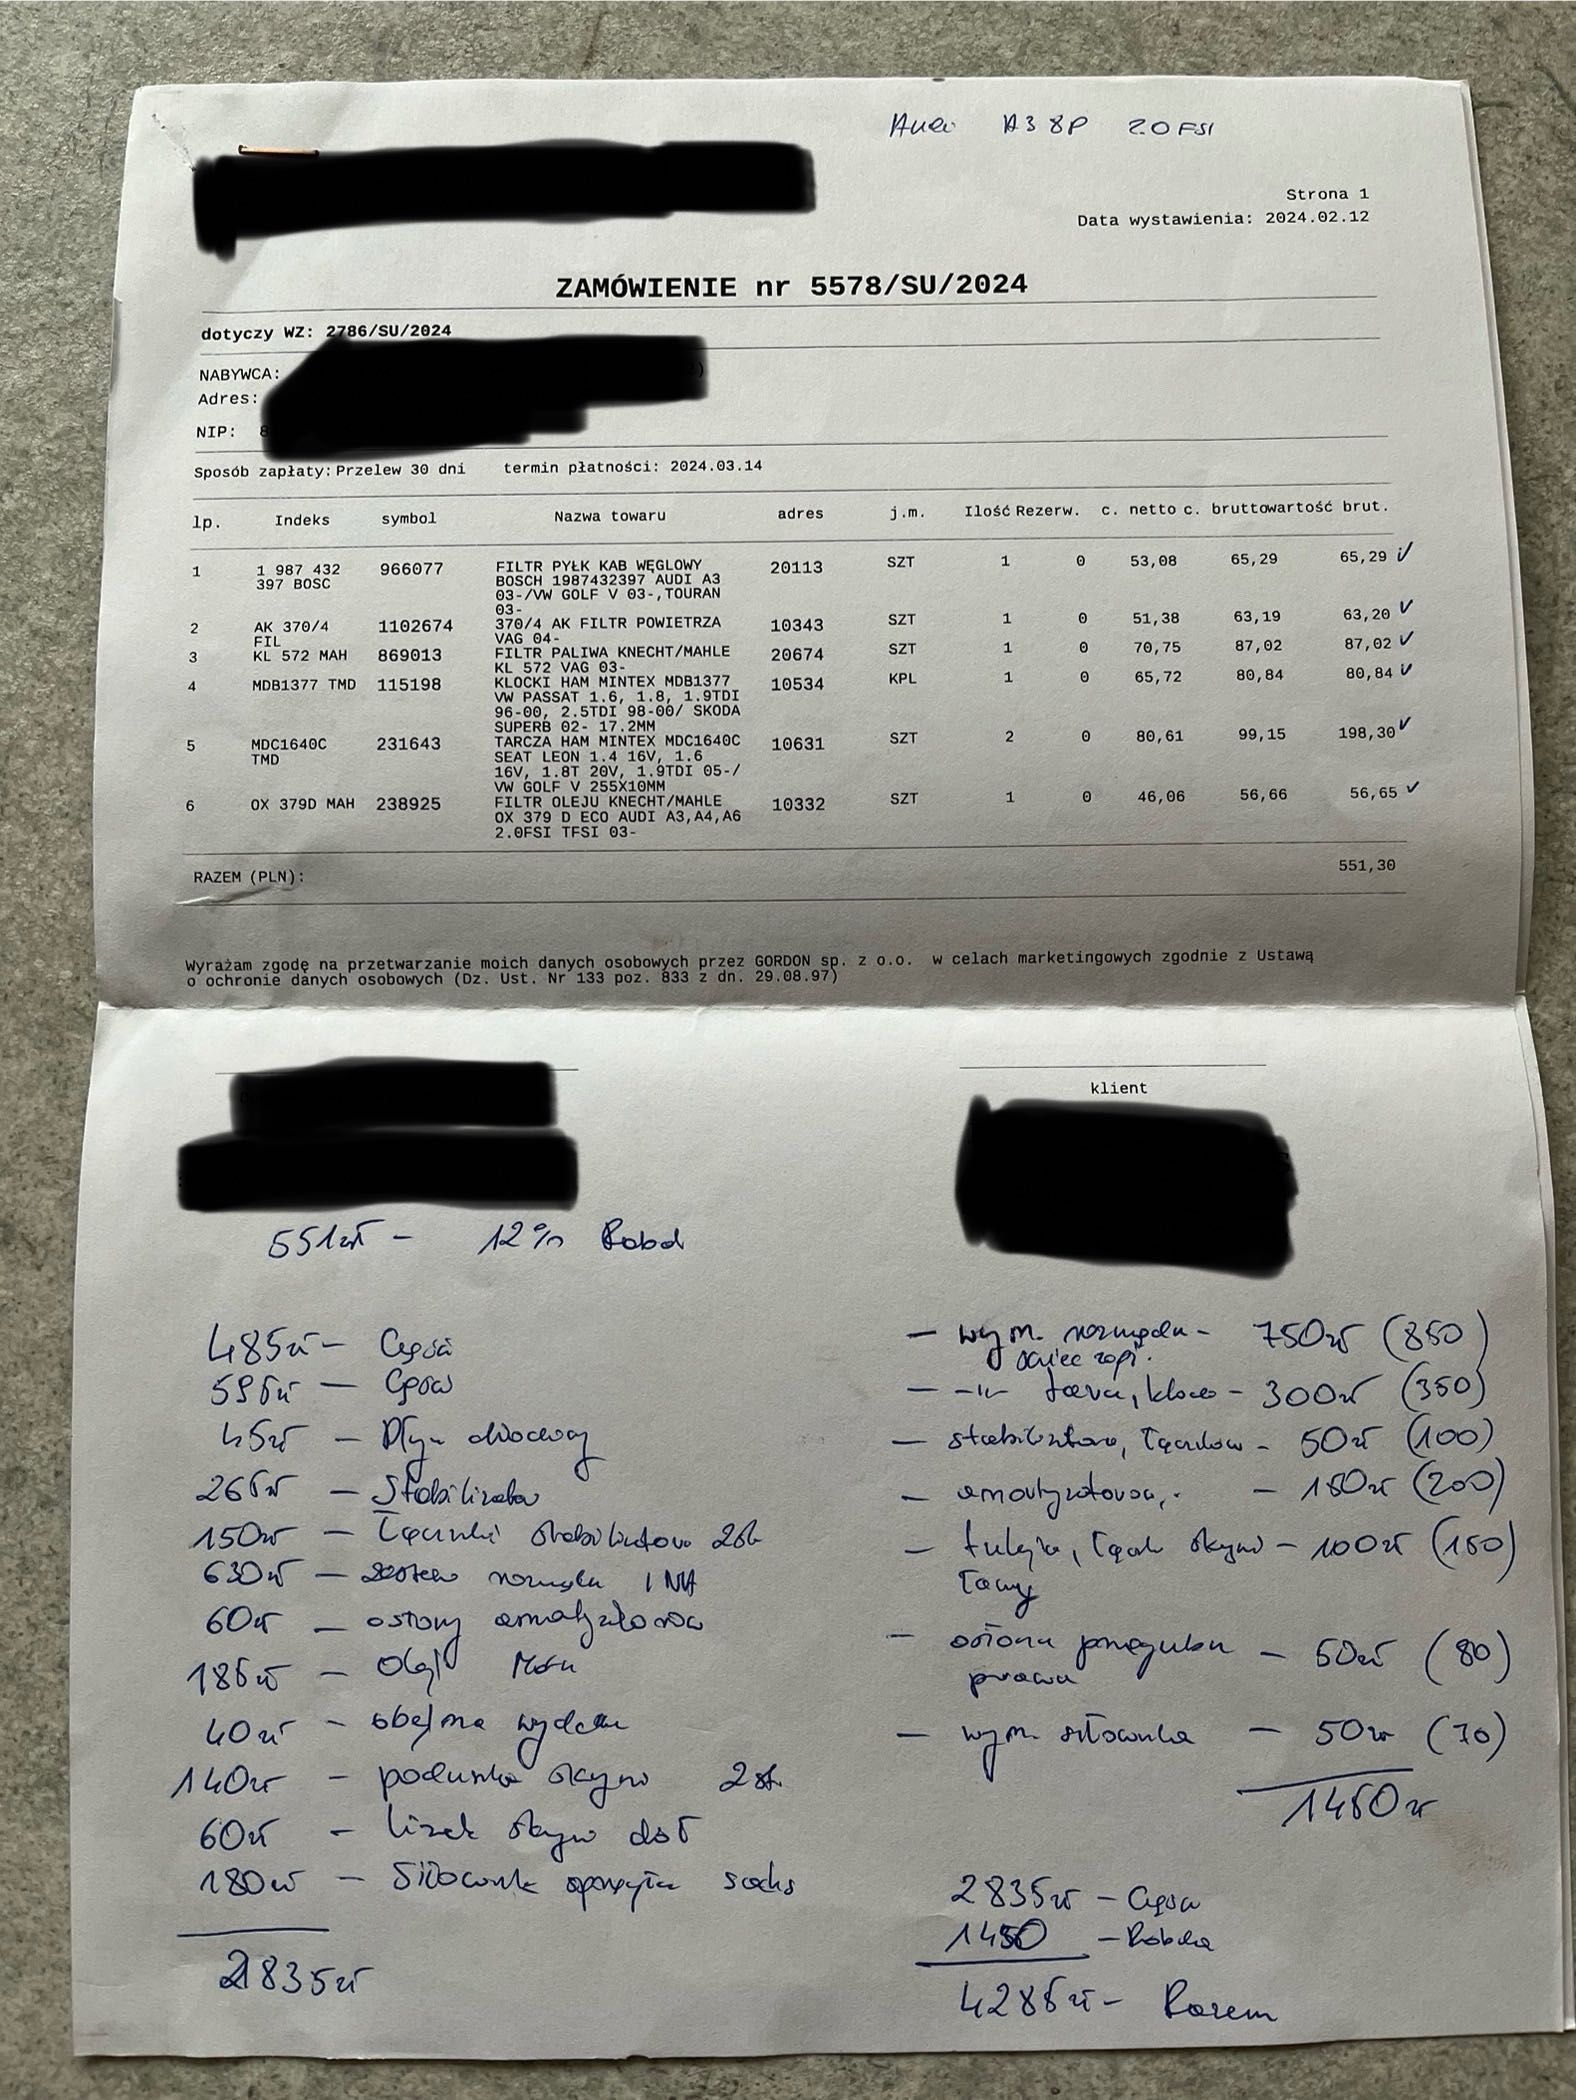 Audi A3 8P 2.0 FSI
Strona 1
Data wystawienia: 2024.02.12
ZAMÓWIENIE nr 5578/SU/2024
dotyczy WZ: 2786/SU/2024
NABYWCA:
Adres:
NIP: 8
Sposób zapłaty: Przelew 30 dni termin płatności: 2024.03.14
lp. Indeks symbol Nazwa towaru adres j.m. Ilość Rezerw. c. netto c. bruttowartość brut.
1 1 987 432 966077 FILTR PYŁK KAB WĘGLOWY 20113 SZT 1 0 53,08 65,29 65,29
397 BOSC BOSCH 1987432397 AUDI A3
03-/VW GOLF V 03-,TOURAN
03-
2 AK 370/4 1102674 370/4 AK FILTR POWIETRZA 10343 SZT 1 0 51,38 63,19 63,20
FIL VAG 04-
3 KL 572 MAH 869013 FILTR PALIWA KNECHT/MAHLE 20674 SZT 1 0 70,75 87,02 87,02
KL 572 VAG 03-
4 MDB1377 TMD 115198 KLOCKI HAM MINTEX MDB1377 10534 KPL 1 0 65,72 80,84 80,84
VW PASSAT 1.6, 1.8, 1.9TDI
96-00, 2.5TDI 98-00/ SKODA
SUPERB 02- 17.2MM
5 MDC1640C 231643 TARCZA HAM MINTEX MDC1640C 10631 SZT 2 0 80,61 99,15 198,30
TMD SEAT LEON 1.4 16V, 1.6
16V, 1.8T 20V, 1.9TDI 05-/
VW GOLF V 255X10MM
6 OX 379D MAH 238925 FILTR OLEJU KNECHT/MAHLE 10332 SZT 1 0 46,06 56,66 56,65
OX 379 D ECO AUDI A3,A4,A6
2.0FSI TFSI 03-
RAZEM (PLN): 551,30
Wyrażam zgodę na przetwarzanie moich danych osobowych przez GORDON sp. z o.o. w celach marketingowych zgodnie z Ustawą
o ochronie danych osobowych (Dz. Ust. Nr 133 poz. 833 z dn. 29.08.97)
klient
551zł - 12% Rabat
485zł - Części
595zł - Części
45zł - Płyn
265zł - Stabilizator
150zł - Łączniki stabilizatora 2szt
630zł - zestaw rozrządu INA
60zł - osłony amortyzatorów
185zł - Olej Motul
40zł - obejma wydechu
140zł - poduszka skrzyni 2szt.
60zł - skrzyni dół
180zł - Siłownik sprzęgła sachs
2835zł
- wym. rozrządu - 750zł (850)
- -||- tarcz, kloców - 300zł (350)
- stabilizatora, łączników - 50zł (100)
- amortyzatora, - 150zł (200)
- tuleja, łącz. skrzyni - 100zł (150)
Ławy
- osłona przegubu - 50zł (80)
prawa
- wym. siłownika - 50zł (70)
1450zł
2835zł - Części
1450 - Robota
4285zł - Razem